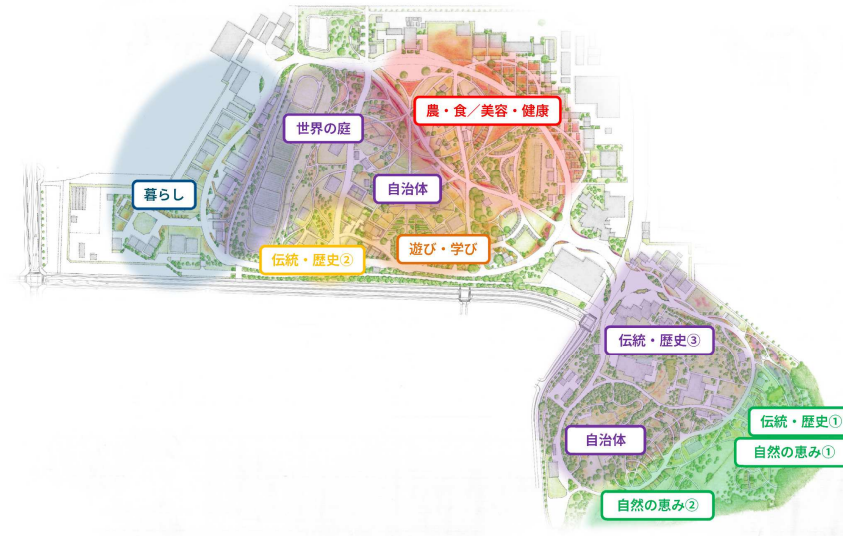 農・食／美容・健康
世界の庭
自治体
暮らし
遊び・学び
伝統・歴史②
伝統・歴史③
伝統・歴史①
自治体
自然の恵み①
自然の恵み②